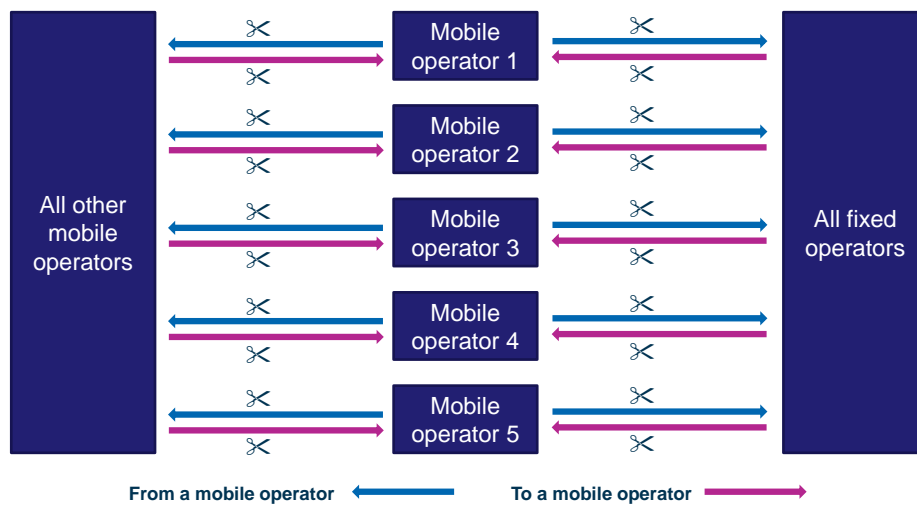 All other
mobile
operators
Mobile
operator 1
Mobile
operator 2
Mobile
operator 3
Mobile
operator 4
Mobile
operator 5
All fixed
operators
From a mobile operator
To a mobile operator